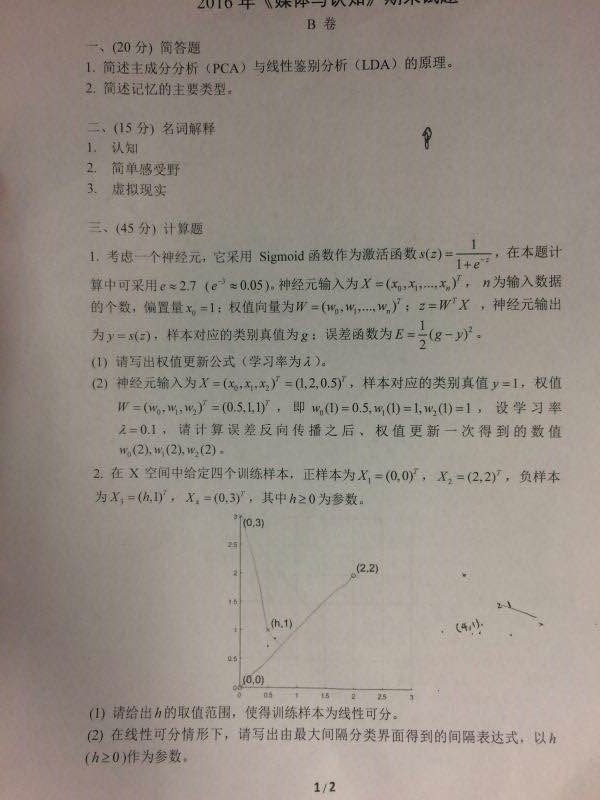 2016 年《媒体与认知》期末试题
B 卷
一、(20 分) 简答题
1. 简述主成分分析（PCA）与线性鉴别分析（LDA）的原理。
2. 简述记忆的主要类型。
二、(15 分) 名词解释
1. 认知
2. 简单感受野
3. 虚拟现实
三、(45 分) 计算题
1. 考虑一个神经元，它采用 Sigmoid 函数作为激活函数 s(z) = 1/(1+e^{-z})，在本题计
算中可采用 e ≈ 2.7 (e^{-3} ≈ 0.05)。神经元输入为 X = (x_0, x_1, ..., x_n)^T， n 为输入数据
的个数，偏置量 x_0 = 1；权值向量为 W = (w_0, w_1, ..., w_n)^T；z = W^T X ，神经元输出
为 y = s(z)，样本对应的类别真值为 g；误差函数为 E = 1/2 (g - y)^2。
(1) 请写出权值更新公式（学习率为 λ）。
(2) 神经元输入为 X = (x_0, x_1, x_2)^T = (1, 2, 0.5)^T，样本对应的类别真值 y = 1，权值
W = (w_0, w_1, w_2)^T = (0.5, 1, 1)^T ， 即 w_0(1) = 0.5, w_1(1) = 1, w_2(1) = 1 ， 设学习率
λ = 0.1 ，请计算误差反向传播之后、权值更新一次得到的数值
w_0(2), w_1(2), w_2(2)。
2. 在 X 空间中给定四个训练样本，正样本为 X_1 = (0,0)^T， X_2 = (2,2)^T，负样本
为 X_3 = (h,1)^T， X_4 = (0,3)^T，其中 h ≥ 0 为参数。
3
(0,3)
2.5
2
(2,2)
1.5
1
(h,1)
(4,1)
0.5
(0,0)
0
0 0.5 1 1.5 2 2.5 3
(1) 请给出 h 的取值范围，使得训练样本为线性可分。
(2) 在线性可分情形下，请写出由最大间隔分类界面得到的间隔表达式，以 h
(h ≥ 0) 作为参数。
1 / 2